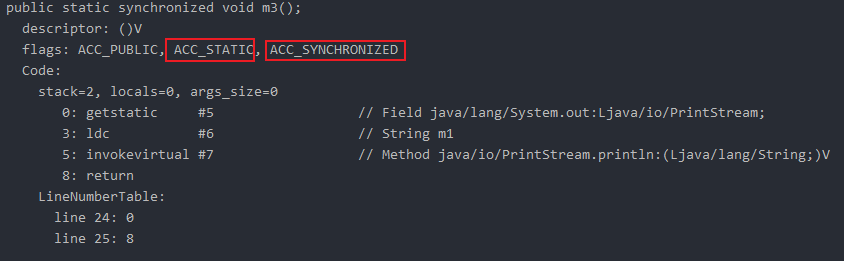 public static synchronized void m3();
descriptor: ()V
flags: ACC_PUBLIC, ACC_STATIC, ACC_SYNCHRONIZED
Code:
stack=2, locals=0, args_size=0
0: getstatic #5 // Field java/lang/System.out:Ljava/io/PrintStream;
3: ldc #6 // String m1
5: invokevirtual #7 // Method java/io/PrintStream.println:(Ljava/lang/String;)V
8: return
LineNumberTable:
line 24: 0
line 25: 8